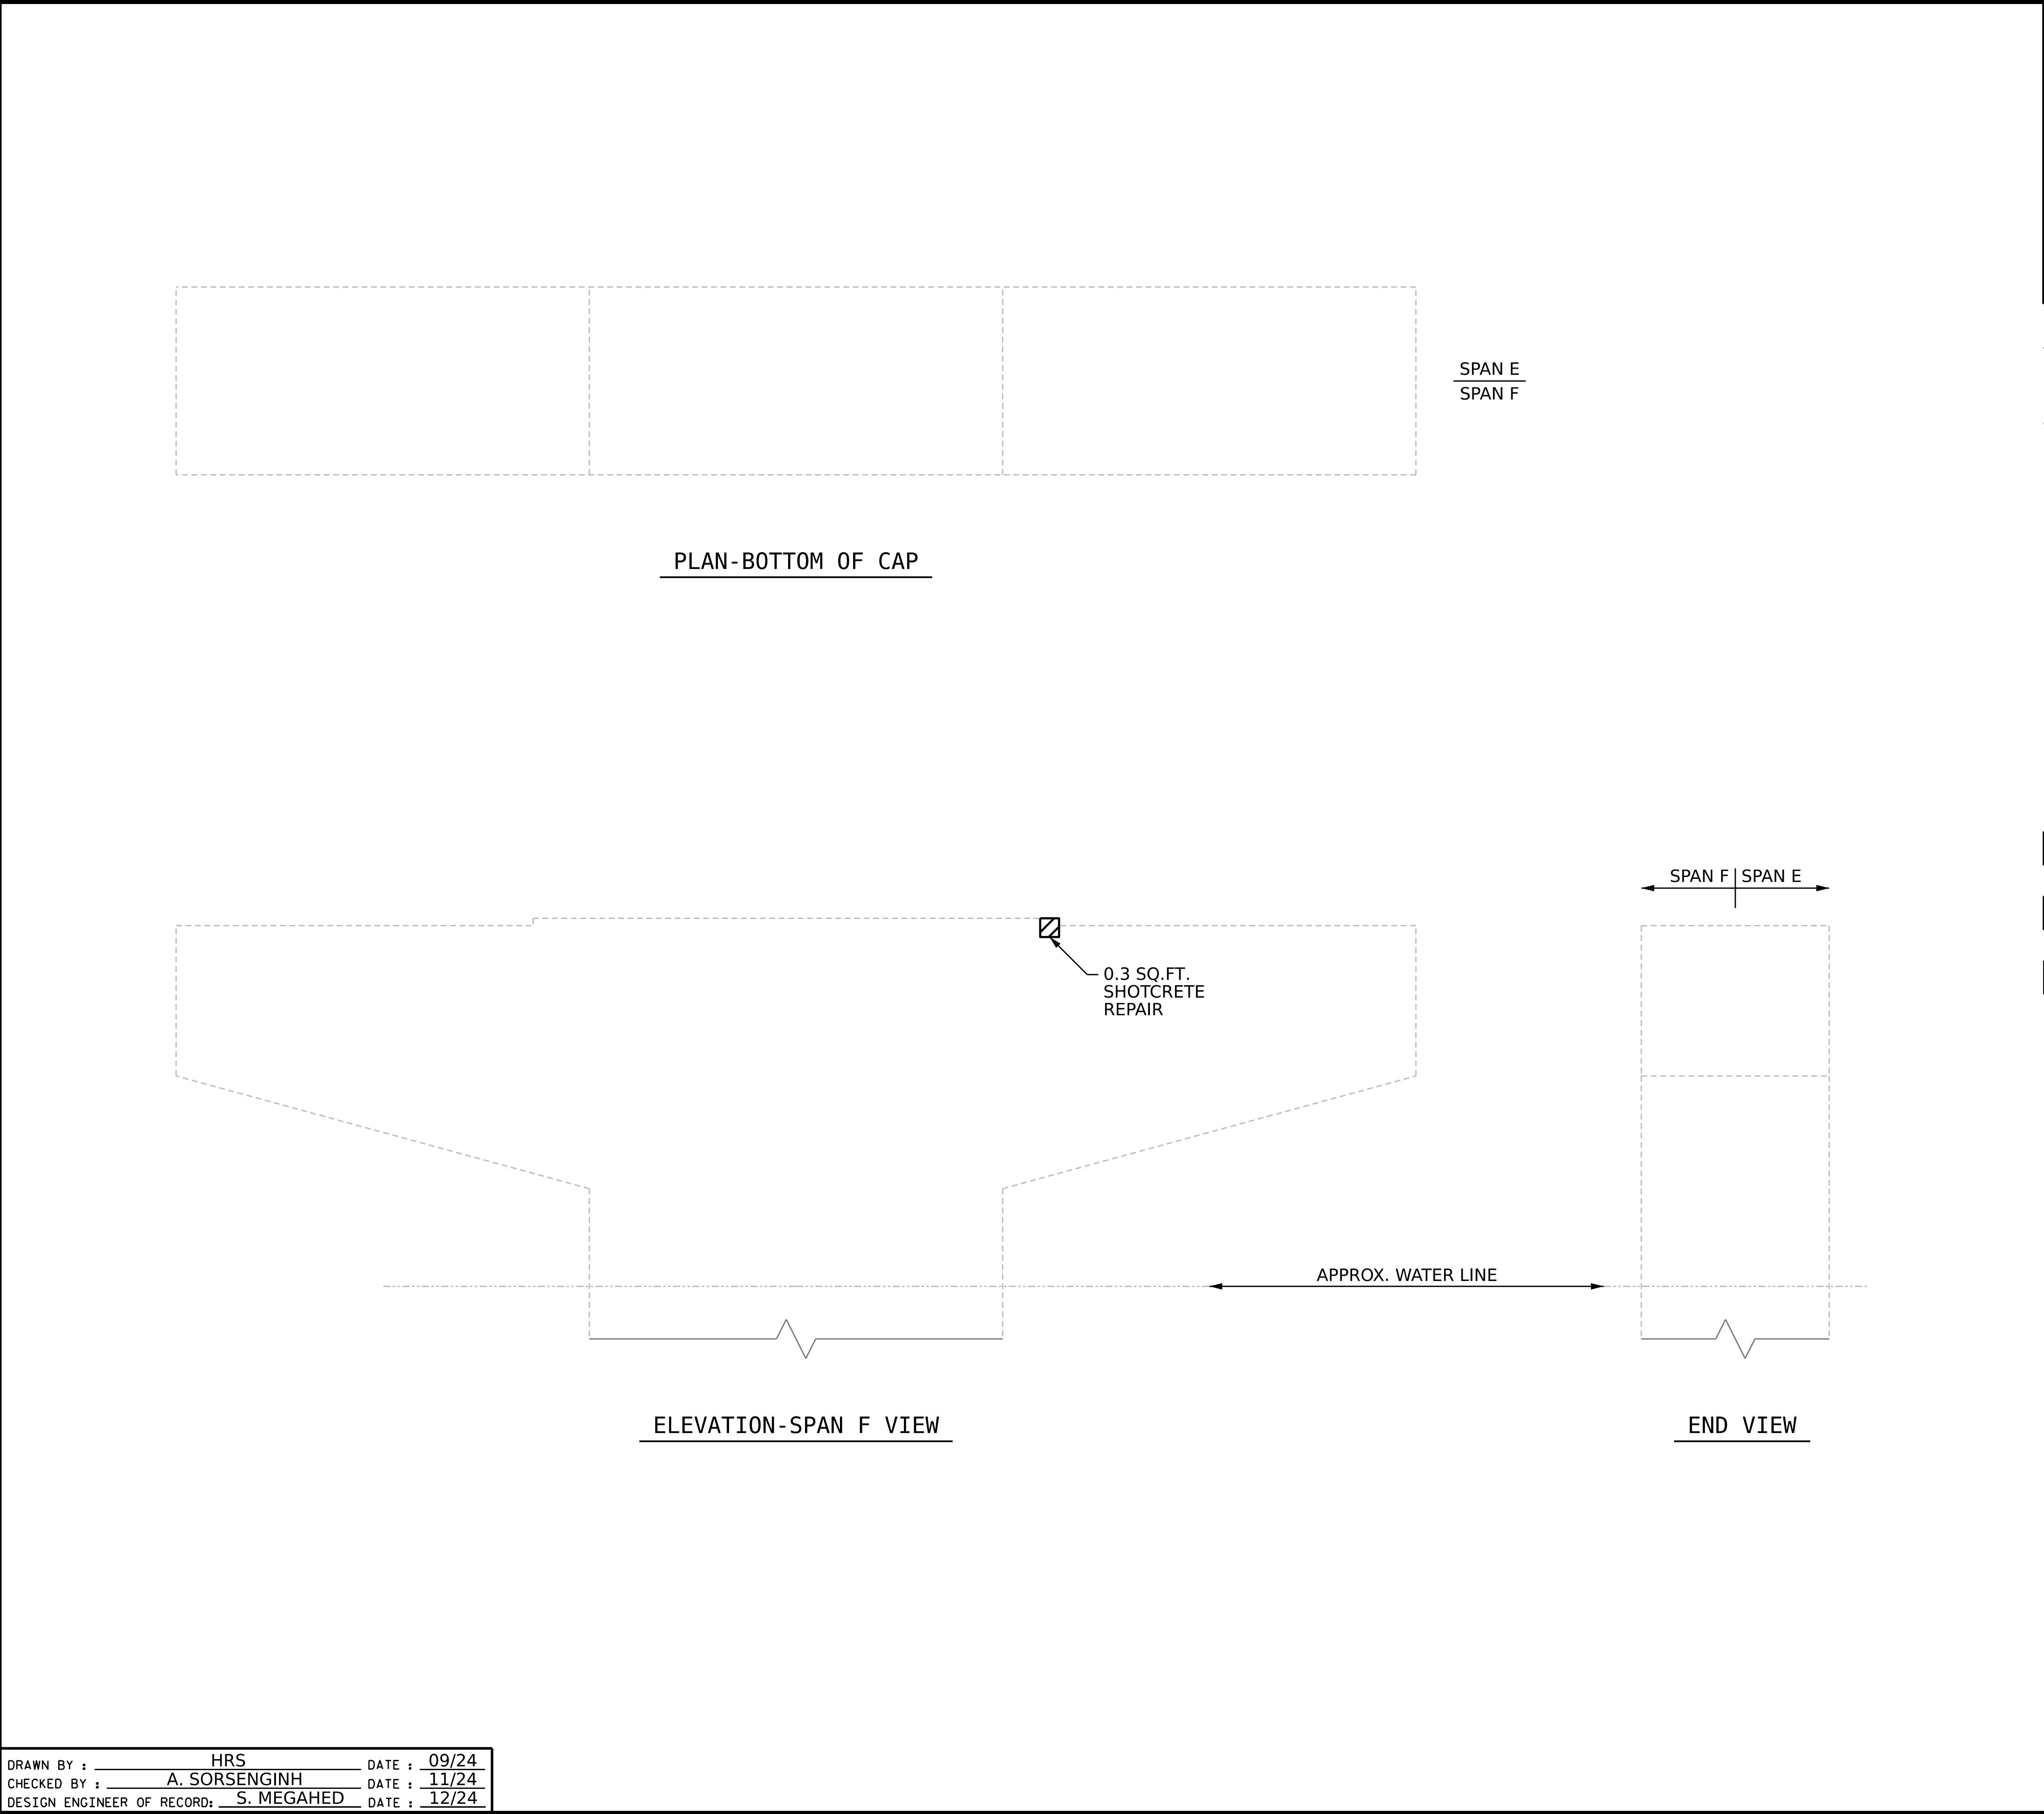 SPAN E
SPAN F
PLAN-BOTTOM OF CAP
SPAN F SPAN E
0.3 SQ.FT.
SHOTCRETE
REPAIR
APPROX. WATER LINE
ELEVATION-SPAN F VIEW
END VIEW
DRAWN BY : HRS DATE : 09/24
CHECKED BY : A. SORSENGINH DATE : 11/24
DESIGN ENGINEER OF RECORD: S. MEGAHED DATE : 12/24